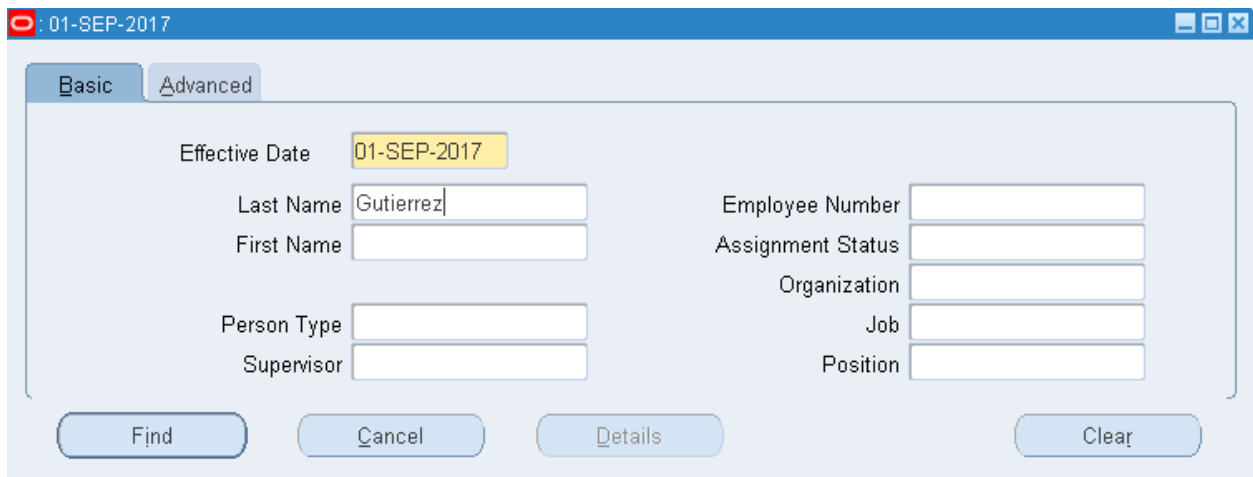 : 01-SEP-2017
Basic Advanced
Effective Date 01-SEP-2017
Last Name Gutierrez Employee Number
First Name Assignment Status
Organization
Person Type Job
Supervisor Position
Find Cancel Details Clear